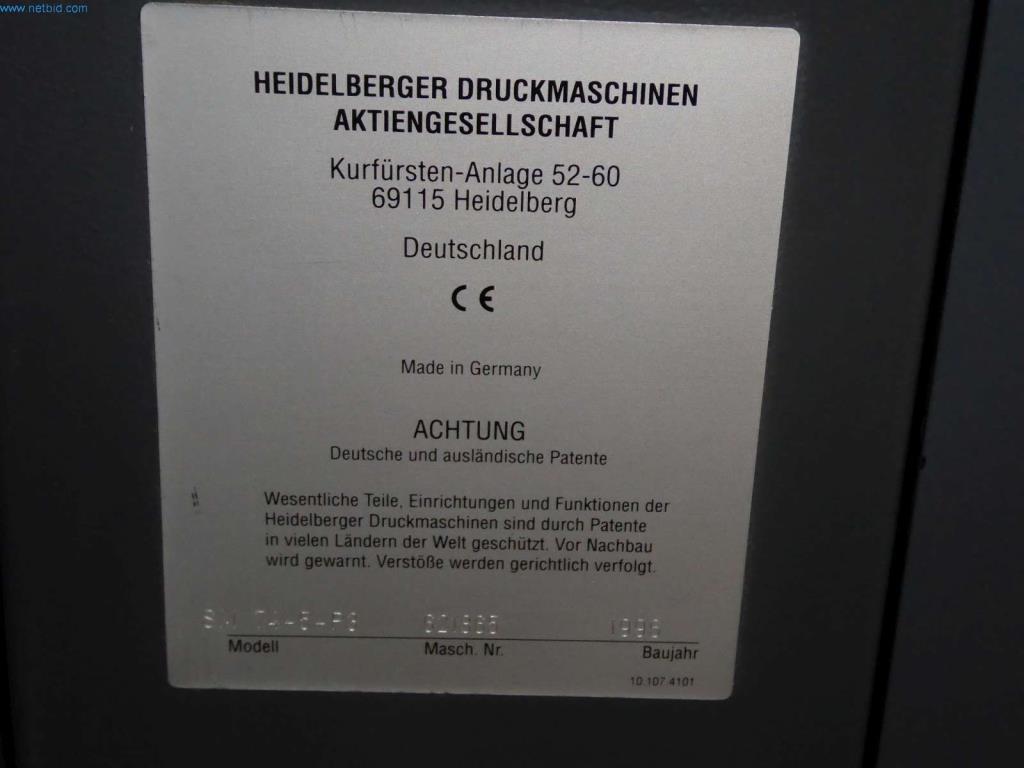 www.netbid.com
HEIDELBERGER DRUCKMASCHINEN
AKTIENGESELLSCHAFT
Kurfürsten-Anlage 52-60
69115 Heidelberg
Deutschland
CE
Made in Germany
ACHTUNG
Deutsche und ausländische Patente
Wesentliche Teile, Einrichtungen und Funktionen der
Heidelberger Druckmaschinen sind durch Patente
in vielen Ländern der Welt geschützt. Vor Nachbau
wird gewarnt. Verstöße werden gerichtlich verfolgt.
Modell Masch. Nr. Baujahr
10.107.4101